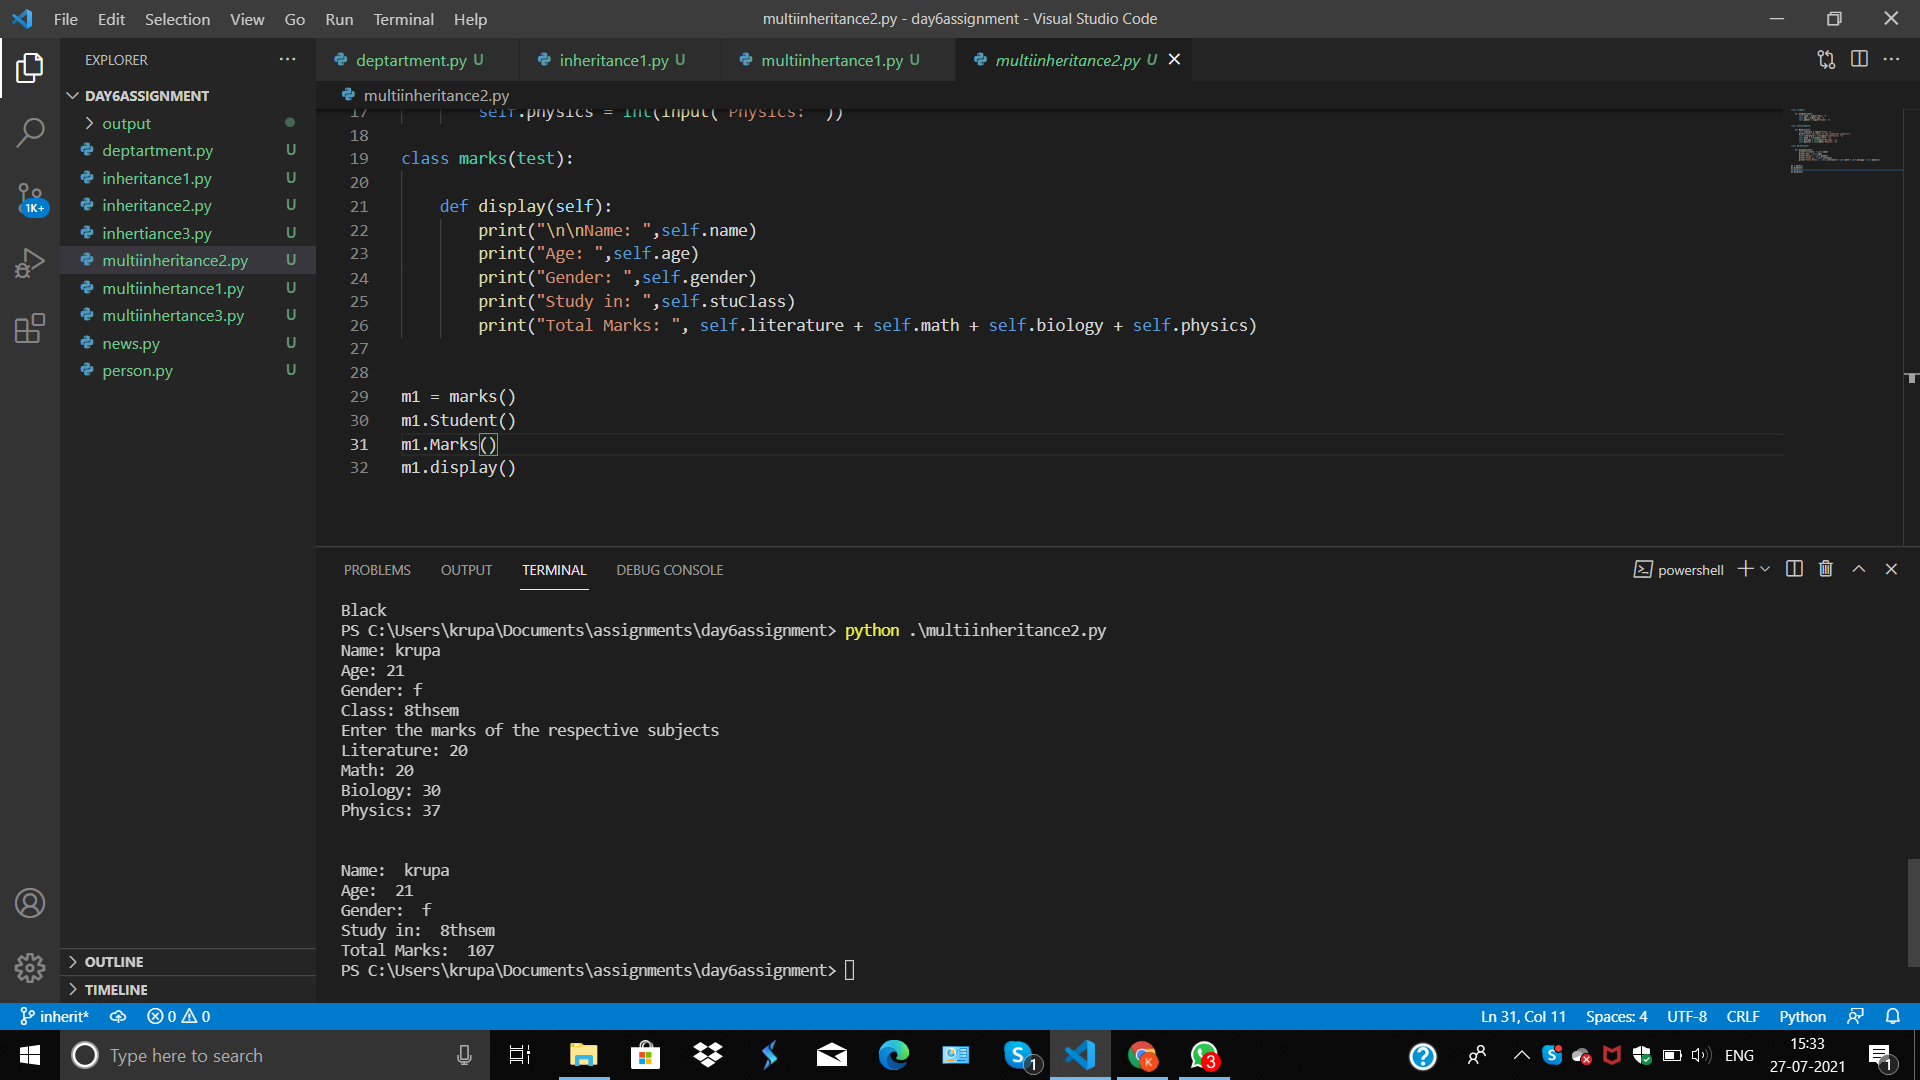 File Edit Selection View Go Run Terminal Help
multiinheritance2.py - day6assignment - Visual Studio Code
EXPLORER
deptartment.py U
inheritance1.py U
multiinhertance1.py U
multiinheritance2.py U
DAY6ASSIGNMENT
multiinheritance2.py
output
deptartment.py U
inheritance1.py U
inheritance2.py U
inhertiance3.py U
multiinheritance2.py U
multiinhertance1.py U
multiinhertance3.py U
news.py U
person.py U
1K+
17 self.physics = int(input("Physics: "))
18
19 class marks(test):
20
21 def display(self):
22 print("\n\nName: ",self.name)
23 print("Age: ",self.age)
24 print("Gender: ",self.gender)
25 print("Study in: ",self.stuClass)
26 print("Total Marks: ", self.literature + self.math + self.biology + self.physics)
27
28
29 m1 = marks()
30 m1.Student()
31 m1.Marks()
32 m1.display()
PROBLEMS OUTPUT TERMINAL DEBUG CONSOLE
powershell
Black
PS C:\Users\krupa\Documents\assignments\day6assignment> python .\multiinheritance2.py
Name: krupa
Age: 21
Gender: f
Class: 8thsem
Enter the marks of the respective subjects
Literature: 20
Math: 20
Biology: 30
Physics: 37
Name:  krupa
Age:  21
Gender:  f
Study in:  8thsem
Total Marks:  107
PS C:\Users\krupa\Documents\assignments\day6assignment>
OUTLINE
TIMELINE
inherit* 0 0
Ln 31, Col 11 Spaces: 4 UTF-8 CRLF Python
Type here to search
1
3
ENG
15:33
27-07-2021
1